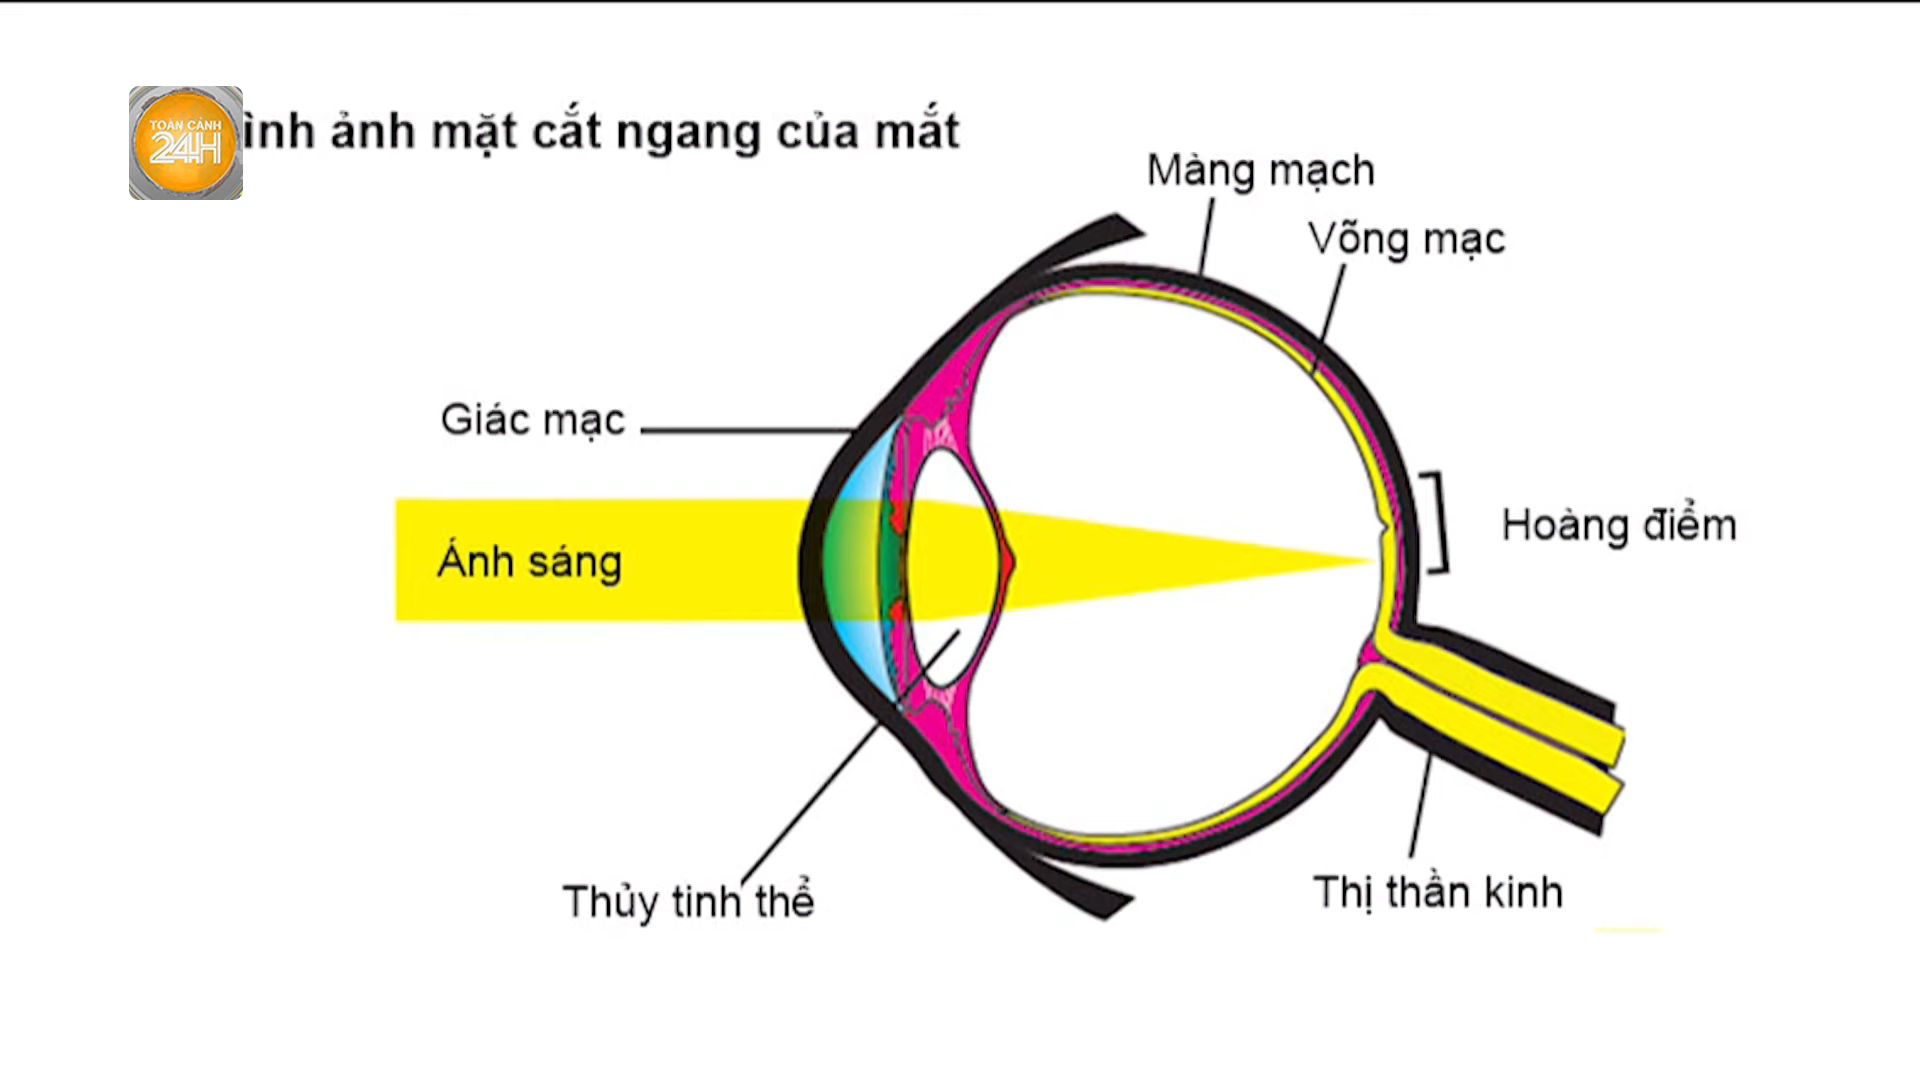 TOÀN CẢNH
24H
ình ảnh mặt cắt ngang của mắt
Màng mạch
Võng mạc
Giác mạc
Ánh sáng
Hoàng điểm
Thủy tinh thể
Thị thần kinh